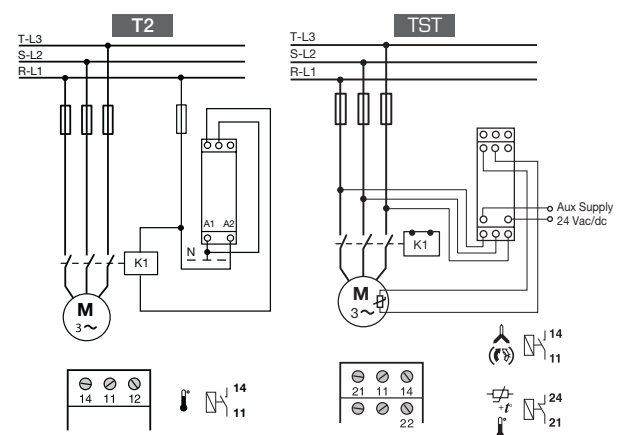 T2
T-L3
S-L2
R-L1
A1 A2
N
K1
M
3~
14 11 12
14
11
TST
T-L3
S-L2
R-L1
Aux Supply
24 Vac/dc
K1
M
3~
21 11 14
22
14
11
+t°
24
21